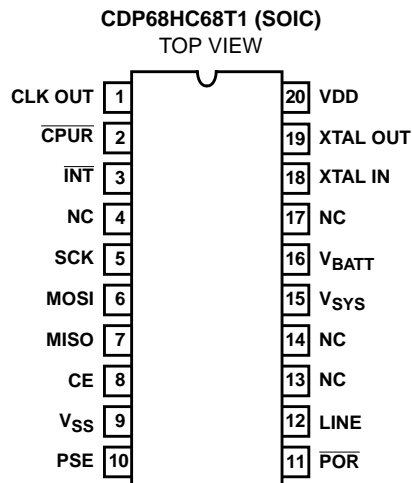 CDP68HC68T1 (SOIC)
TOP VIEW
CLK OUT 1 20 VDD
CPUR 2 19 XTAL OUT
INT 3 18 XTAL IN
NC 4 17 NC
SCK 5 16 VBATT
MOSI 6 15 VSYS
MISO 7 14 NC
CE 8 13 NC
VSS 9 12 LINE
PSE 10 11 POR